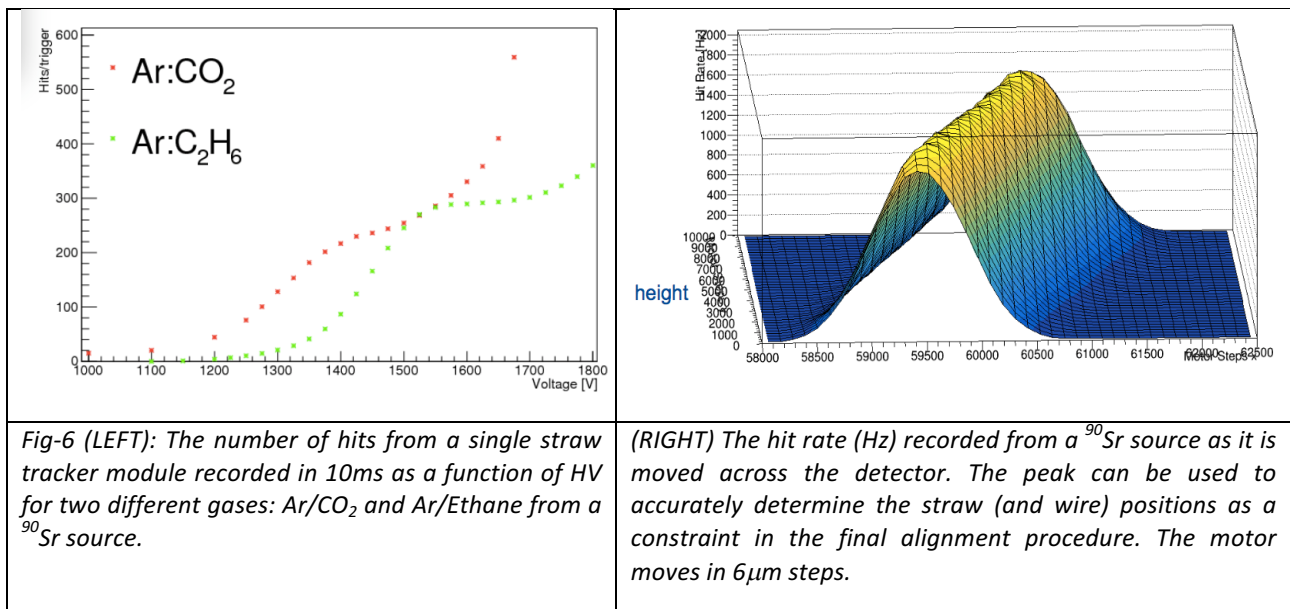 600
Hits/trigger
500
400
300
200
100
0
Ar:CO₂
Ar:C₂H₆
1000 1100 1200 1300 1400 1500 1600 1700 1800
Voltage [V]
2000
1800
1600
1400
1200
1000
800
600
400
200
0
Hit Rate [Hz]
10000
9000
8000
7000
6000
5000
4000
3000
2000
1000
0
height
58000 58500 59000 59500 60000 60500 61000 61500 62000 62500
Motor Steps x
Fig-6 (LEFT): The number of hits from a single straw
tracker module recorded in 10ms as a function of HV
for two different gases: Ar/CO₂ and Ar/Ethane from a
⁹⁰Sr source.
(RIGHT) The hit rate (Hz) recorded from a ⁹⁰Sr source as it is
moved across the detector. The peak can be used to
accurately determine the straw (and wire) positions as a
constraint in the final alignment procedure. The motor
moves in 6μm steps.